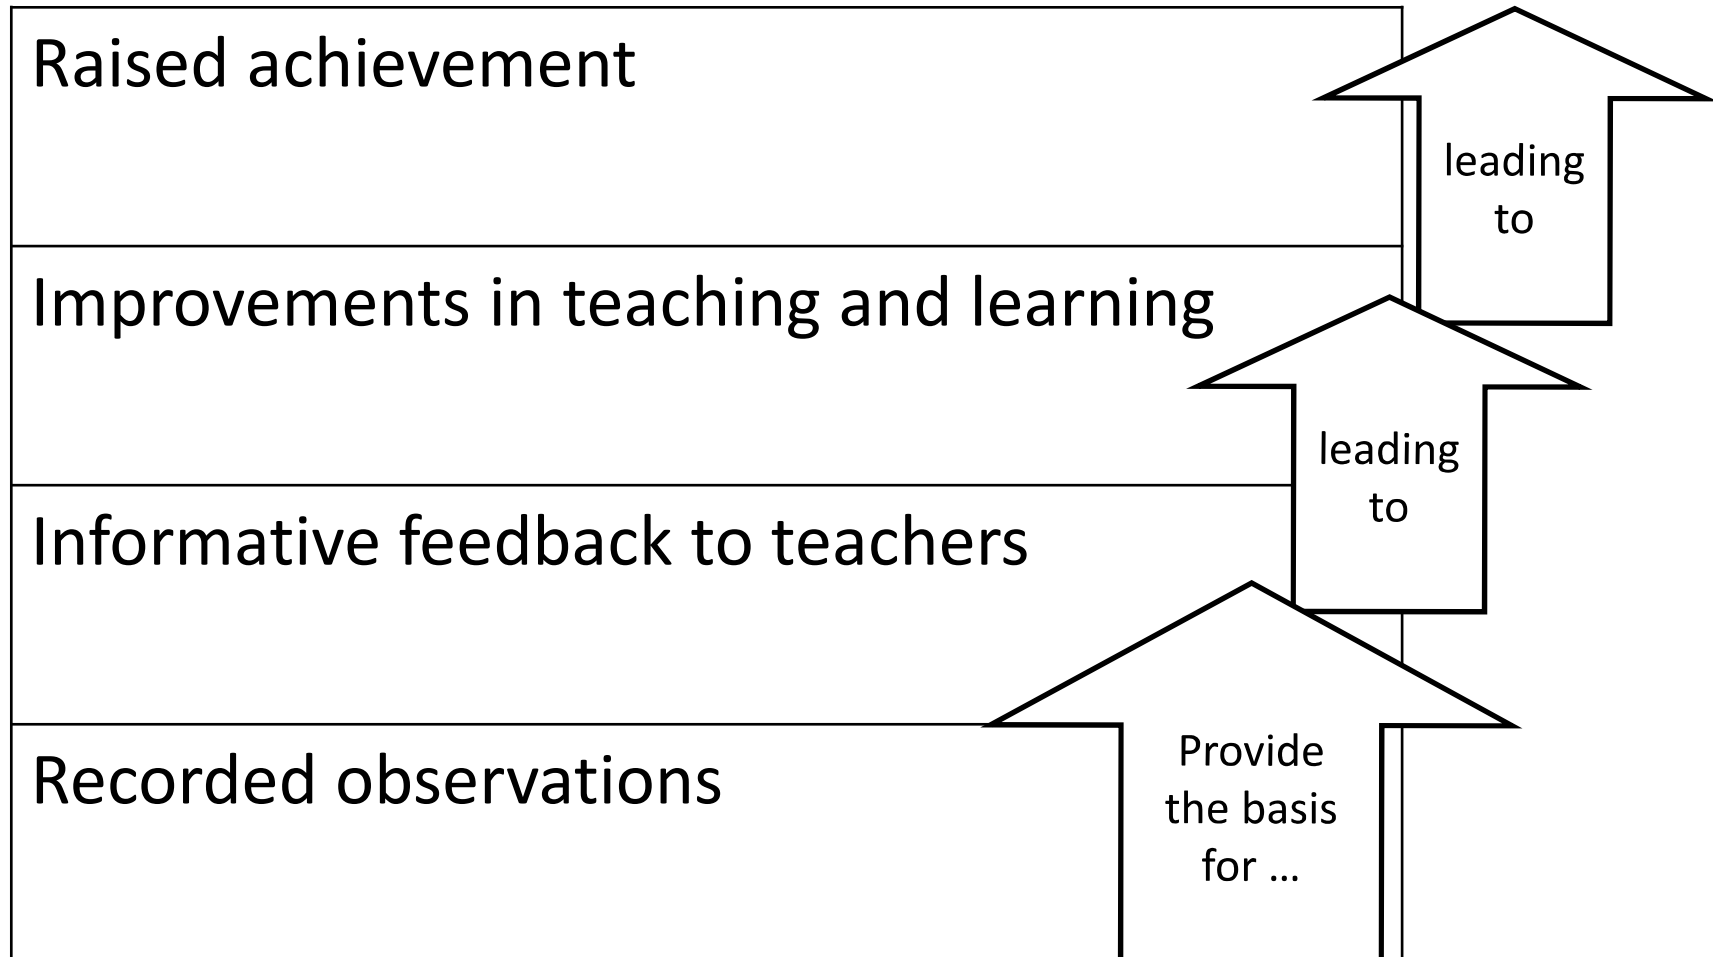 Raised achievement
leading
to
Improvements in teaching and learning
leading
to
Informative feedback to teachers
Recorded observations
Provide
the basis
for ...